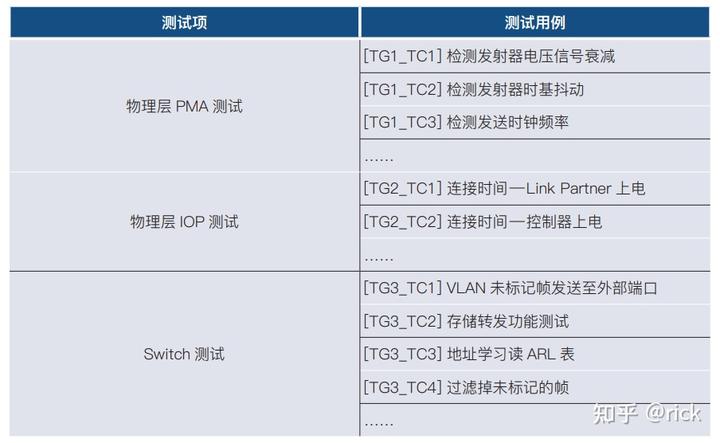 测试项 测试用例
物理层 PMA 测试
[TG1_TC1] 检测发射器电压信号衰减
[TG1_TC2] 检测发射器时基抖动
[TG1_TC3] 检测发送时钟频率
……
物理层 IOP 测试
[TG2_TC1] 连接时间—Link Partner 上电
[TG2_TC2] 连接时间—控制器上电
……
Switch 测试
[TG3_TC1] VLAN 未标记帧发送至外部端口
[TG3_TC2] 存储转发功能测试
[TG3_TC3] 地址学习读 ARL 表
[TG3_TC4] 过滤掉未标记的帧
……
知乎 @rick